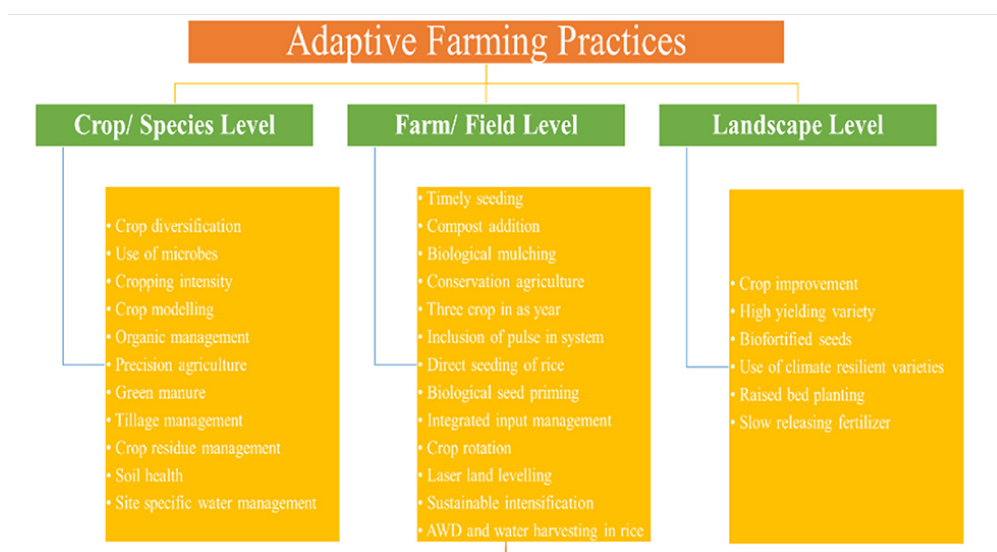 Adaptive Farming Practices
Crop/ Species Level
Farm/ Field Level
Landscape Level
• Crop diversification
• Use of microbes
• Cropping intensity
• Crop modelling
• Organic management
• Precision agriculture
• Green manure
• Tillage management
• Crop residue management
• Soil health
• Site specific water management
• Timely seeding
• Compost addition
• Biological mulching
• Conservation agriculture
• Three crop in as year
• Inclusion of pulse in system
• Direct seeding of rice
• Biological seed priming
• Integrated input management
• Crop rotation
• Laser land levelling
• Sustainable intensification
• AWD and water harvesting in rice
• Crop improvement
• High yielding variety
• Biofortified seeds
• Use of climate resilient varieties
• Raised bed planting
• Slow releasing fertilizer